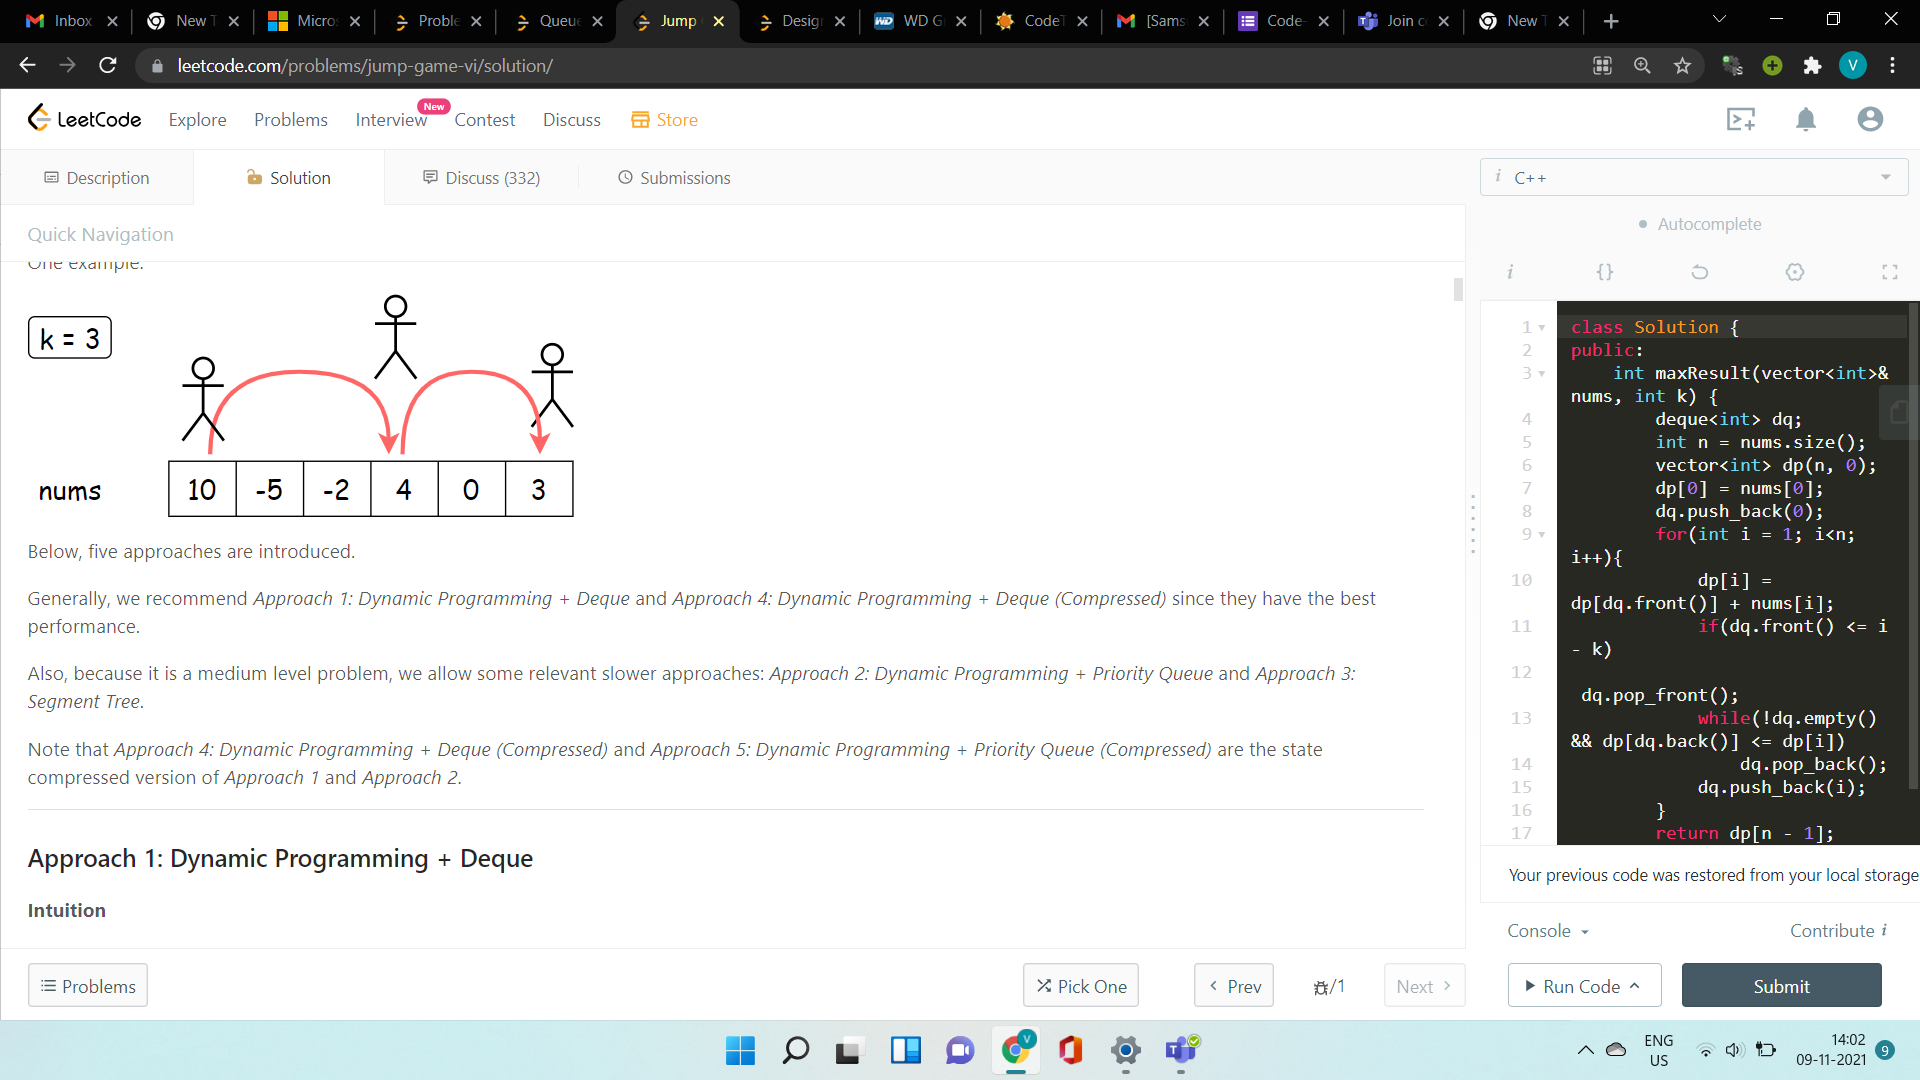 Inbox
New T
Micros
Proble
Queue
Jump
Design
WD G
CodeT
[Sams
Code-
Join c
New T
leetcode.com/problems/jump-game-vi/solution/
V
LeetCode
Explore
Problems
Interview
New
Contest
Discuss
Store
Description
Solution
Discuss (332)
Submissions
i C++
Quick Navigation
Autocomplete
One example:
k = 3
nums
10 -5 -2 4 0 3
Below, five approaches are introduced.
Generally, we recommend Approach 1: Dynamic Programming + Deque and Approach 4: Dynamic Programming + Deque (Compressed) since they have the best
performance.
Also, because it is a medium level problem, we allow some relevant slower approaches: Approach 2: Dynamic Programming + Priority Queue and Approach 3:
Segment Tree.
Note that Approach 4: Dynamic Programming + Deque (Compressed) and Approach 5: Dynamic Programming + Priority Queue (Compressed) are the state
compressed version of Approach 1 and Approach 2.
Approach 1: Dynamic Programming + Deque
Intuition
i {}
1 class Solution {
2 public:
3 int maxResult(vector<int>&
nums, int k) {
4 deque<int> dq;
5 int n = nums.size();
6 vector<int> dp(n, 0);
7 dp[0] = nums[0];
8 dq.push_back(0);
9 for(int i = 1; i<n;
i++){
10 dp[i] =
dp[dq.front()] + nums[i];
11 if(dq.front() <= i
- k)
12
dq.pop_front();
13 while(!dq.empty()
&& dp[dq.back()] <= dp[i])
14 dq.pop_back();
15 dq.push_back(i);
16 }
17 return dp[n - 1];
Your previous code was restored from your local storage
Console
Contribute i
Problems
Pick One
Prev
/1
Next
Run Code
Submit
V
ENG
US
14:02
09-11-2021
9